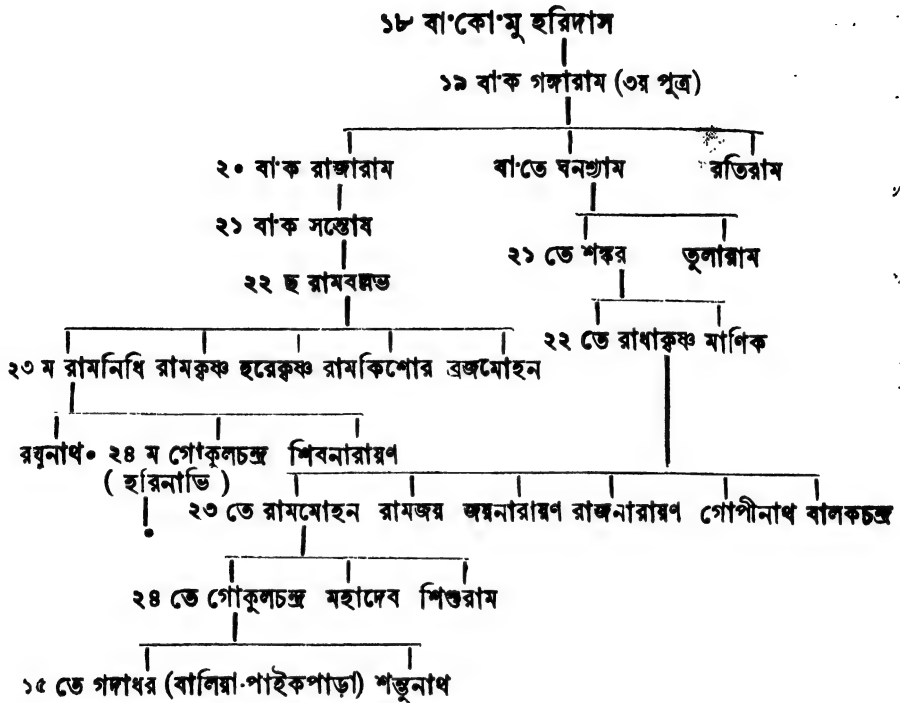 ১৮ বা'কো'মু হরিদাস
১৯ বা'ক গঙ্গারাম (৩য় পুত্র)
২০ বা'ক রাজারাম বা'তে ঘনশ্যাম রতিরাম
২১ বা'ক সন্তোষ
২১ তে শঙ্কর তুলারাম
২২ ছ রামবল্লভ
২২ তে রাধাকৃষ্ণ মাণিক
২৩ ম রামনিধি রামকৃষ্ণ হরেকৃষ্ণ রামকিশোর ব্রজমোহন
রঘুনাথ • ২৪ ম গোকুলচন্দ্র শিবনারায়ণ
( হরিনাভি )
২৩ তে রামমোহন রামজয় জয়নারায়ণ রাজনারায়ণ গোপীনাথ বালকচন্দ্র
২৪ তে গোকুলচন্দ্র মহাদেব শিশুরাম
১৫ তে গদাধর (বালিয়া-পাইকপাড়া) শম্ভুনাথ